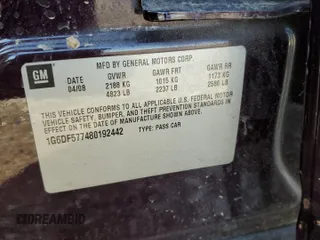 GM
MFD BY GENERAL MOTORS CORP.
DATE GVWR GAWR FRT GAWR RR
04/08 2188 KG 1015 KG 1173 KG
4823 LB 2237 LB 2586 LB
THIS VEHICLE CONFORMS TO ALL APPLICABLE U.S. FEDERAL MOTOR
VEHICLE SAFETY, BUMPER, AND THEFT PREVENTION STANDARDS
IN EFFECT ON THE DATE OF MANUFACTURE SHOWN ABOVE.
1G6DF577480192442 TYPE: PASS CAR
DREAMBID